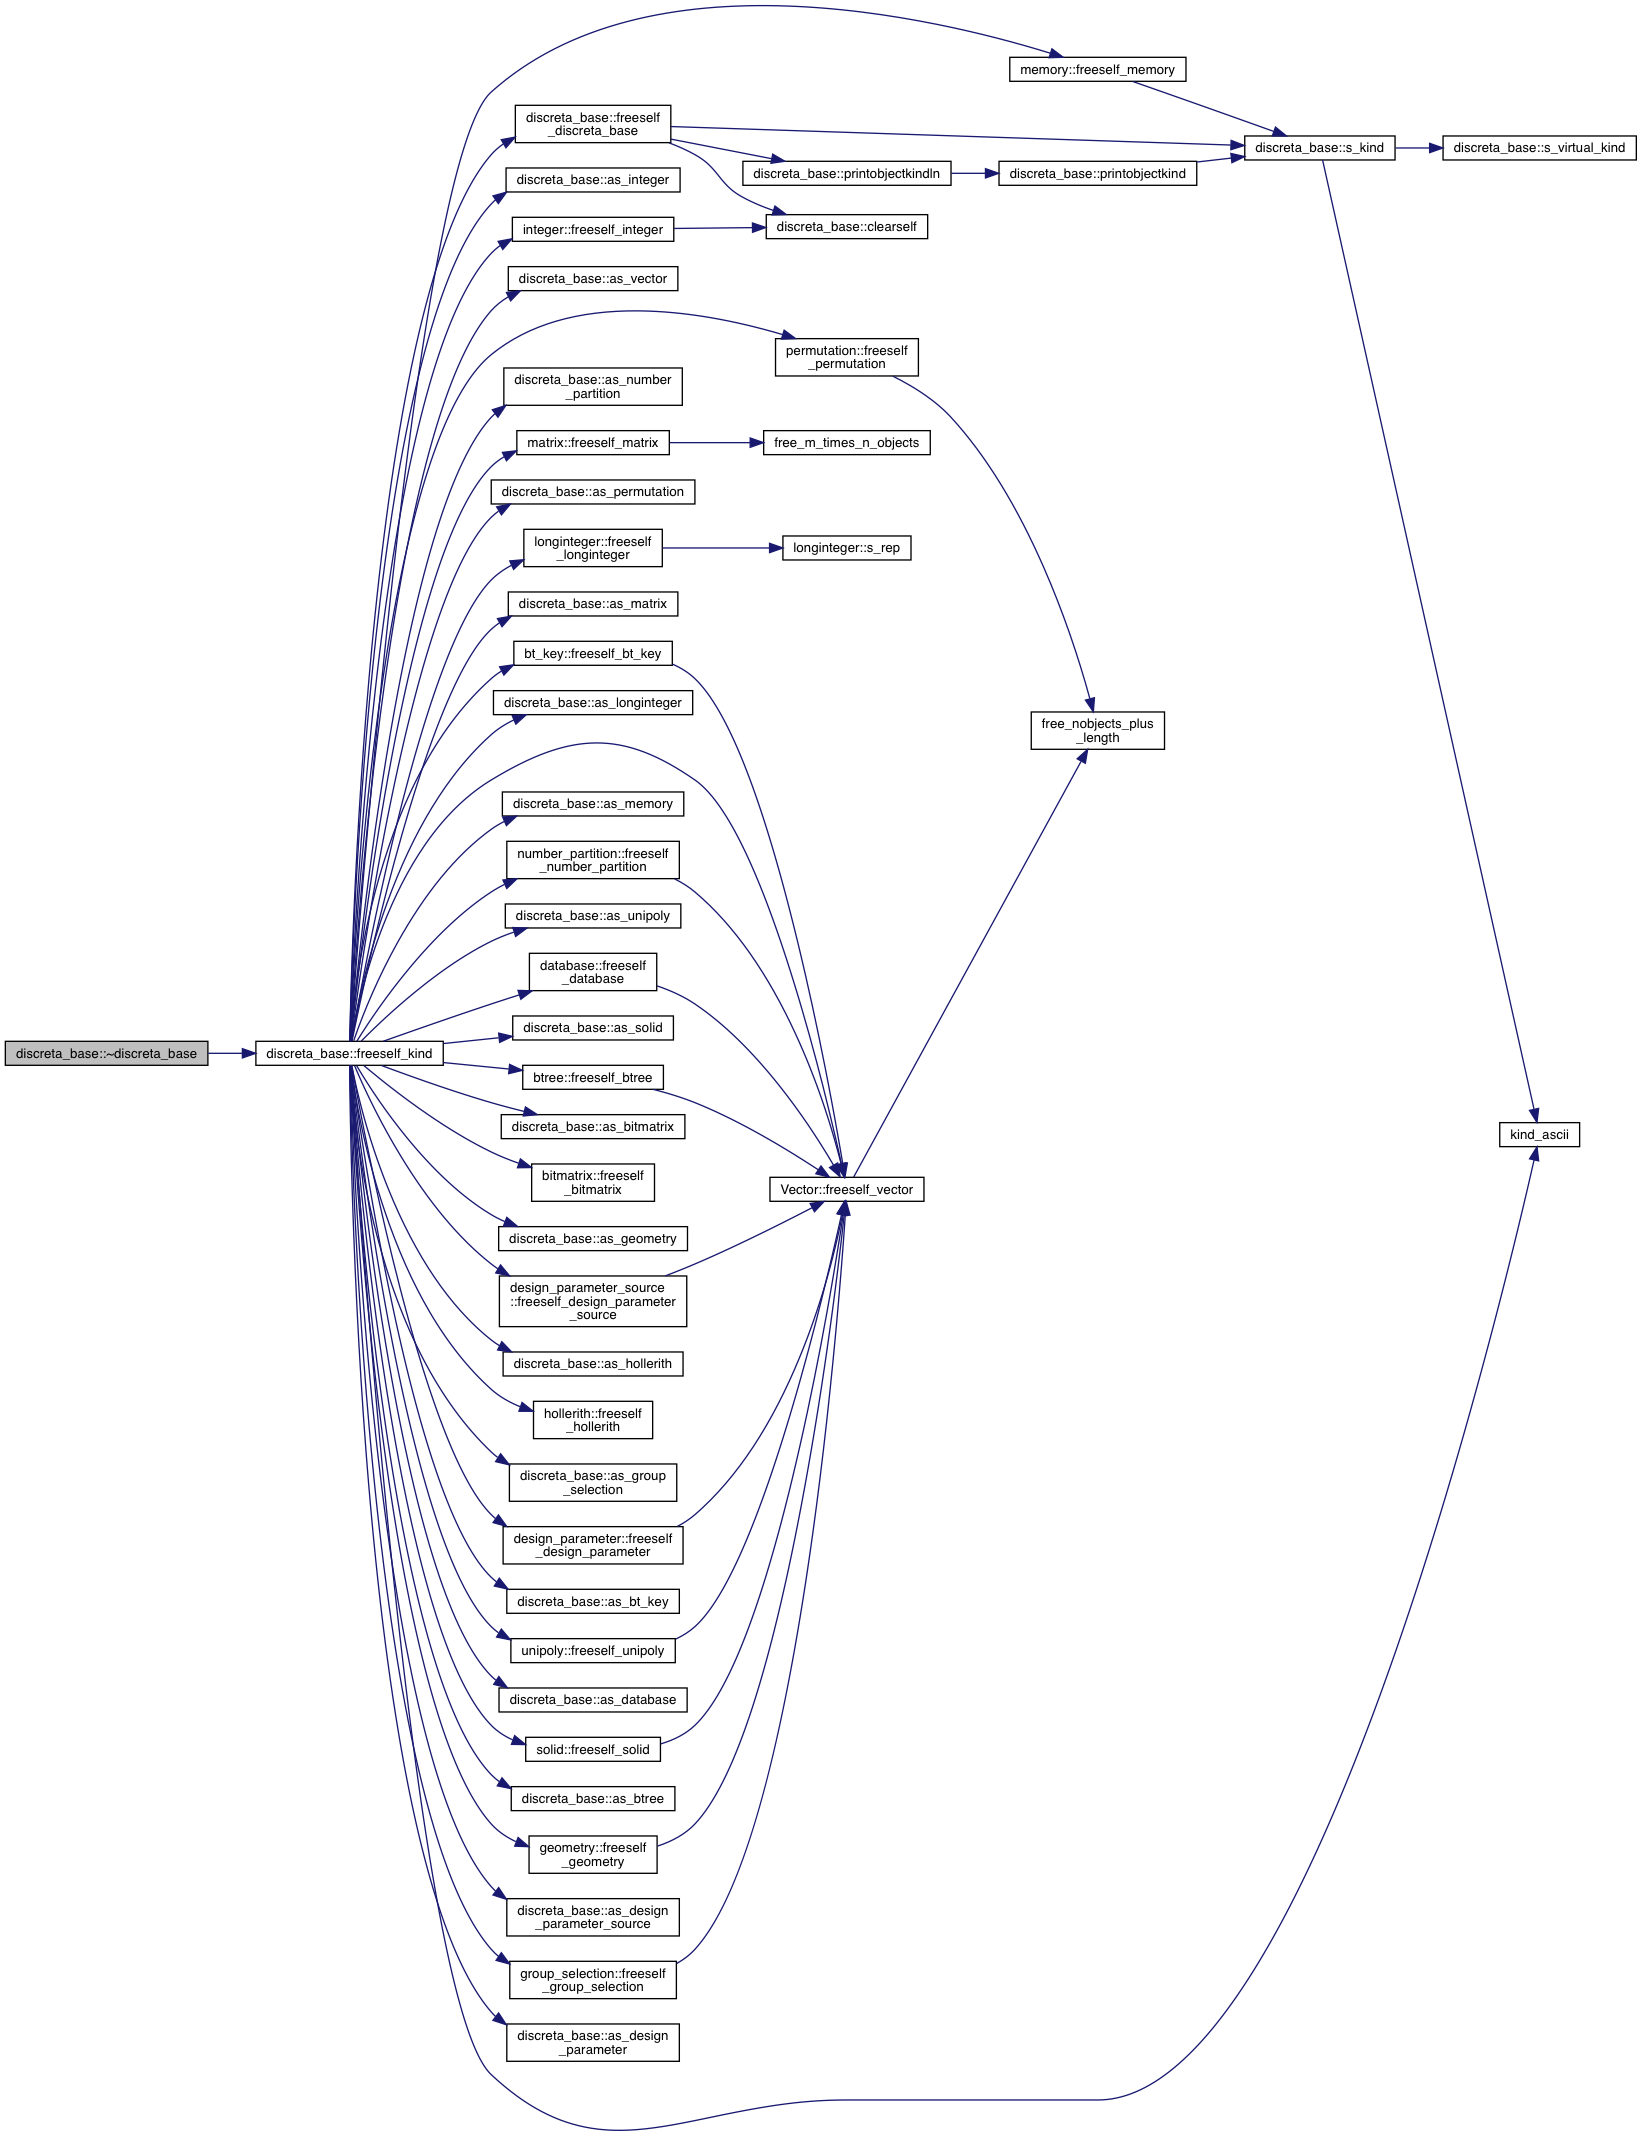 memory::freeself_memory
discreta_base::freeself
_discreta_base
discreta_base::s_kind
discreta_base::s_virtual_kind
discreta_base::printobjectkindln
discreta_base::printobjectkind
discreta_base::as_integer
discreta_base::clearself
integer::freeself_integer
discreta_base::as_vector
permutation::freeself
_permutation
discreta_base::as_number
_partition
matrix::freeself_matrix
free_m_times_n_objects
discreta_base::as_permutation
longinteger::freeself
_longinteger
longinteger::s_rep
discreta_base::as_matrix
bt_key::freeself_bt_key
discreta_base::as_longinteger
free_nobjects_plus
_length
discreta_base::as_memory
number_partition::freeself
_number_partition
discreta_base::as_unipoly
database::freeself
_database
discreta_base::as_solid
discreta_base::~discreta_base
discreta_base::freeself_kind
btree::freeself_btree
discreta_base::as_bitmatrix
kind_ascii
bitmatrix::freeself
_bitmatrix
Vector::freeself_vector
discreta_base::as_geometry
design_parameter_source
::freeself_design_parameter
_source
discreta_base::as_hollerith
hollerith::freeself
_hollerith
discreta_base::as_group
_selection
design_parameter::freeself
_design_parameter
discreta_base::as_bt_key
unipoly::freeself_unipoly
discreta_base::as_database
solid::freeself_solid
discreta_base::as_btree
geometry::freeself
_geometry
discreta_base::as_design
_parameter_source
group_selection::freeself
_group_selection
discreta_base::as_design
_parameter